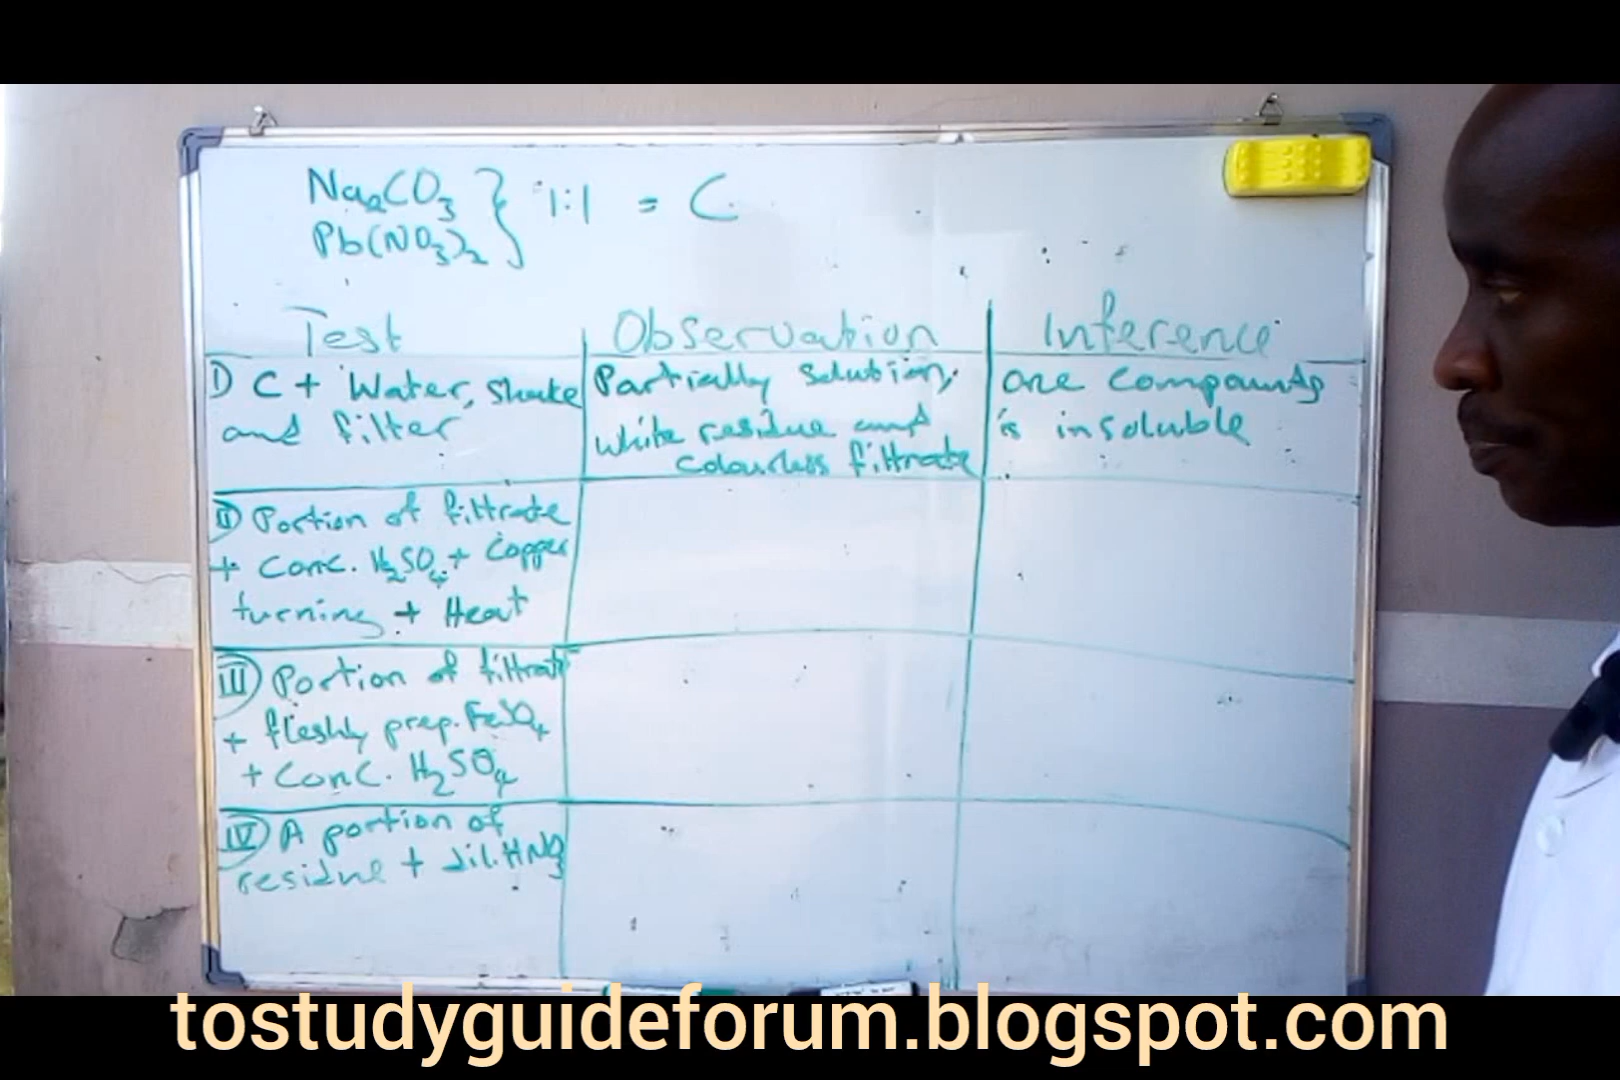 Na2CO3
Pb(NO3)2 } 1:1 = C
Test Observation Inference
I) C + Water, shake and filter
Partially solution,
white residue and
colourless filtrate
one compounds
is insoluble
II) Portion of filtrate
+ conc. H2SO4 + Copper
turning + Heat
III) Portion of filtrate
+ fleshly prep. FeSO4
+ conc. H2SO4
IV) A portion of
residue + dil. HNO3
tostudyguideforum.blogspot.com